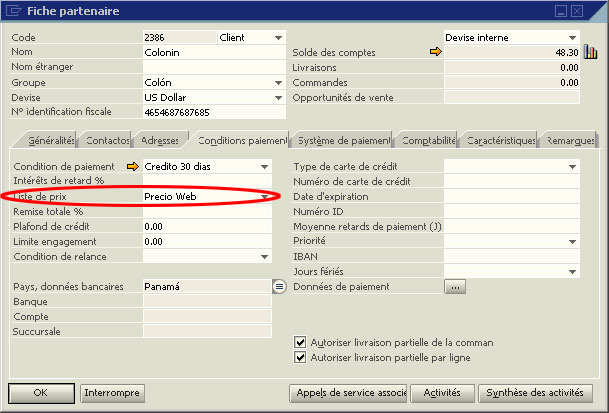 Fiche partenaire
Code 2386 Client Devise interne
Nom Colonin Solde des comptes 48.30
Nom étranger Livraisons 0.00
Groupe Colón Commandes 0.00
Devise US Dollar Opportunités de vente
Nº identification fiscale 4654687687685
Généralités Contactos Adresses Conditions paiement Système de paiement Comptabilité Caractéristiques Remarques
Condition de paiement Credito 30 dias Type de carte de crédit
Intérêts de retard % Numéro de carte de crédit
Liste de prix Precio Web Date d'expiration
Remise totale % Numéro ID
Plafond de crédit 0.00 Moyenne retards de paiement (J)
Limite engagement 0.00 Priorité
Condition de relance IBAN
Jours fériés
Pays, données bancaires Panamá Données de paiement ...
Banque
Compte
Succursale
Autoriser livraison partielle de la comman
Autoriser livraison partielle par ligne
OK Interrompre Appels de service associé Activités Synthèse des activités